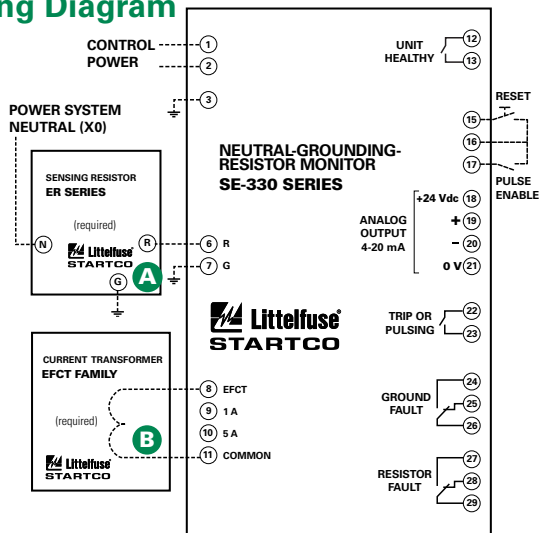 ng Diagram
CONTROL
POWER
1
2
3
POWER SYSTEM
NEUTRAL (X0)
SENSING RESISTOR
ER SERIES
(required)
N
R
Littelfuse®
STARTCO
G
A
6 R
7 G
CURRENT TRANSFORMER
EFCT FAMILY
(required)
B
Littelfuse®
STARTCO
8 EFCT
9 1 A
10 5 A
11 COMMON
NEUTRAL-GROUNDING-
RESISTOR MONITOR
SE-330 SERIES
Littelfuse®
STARTCO
UNIT
HEALTHY
12
13
RESET
15
16
17
PULSE
ENABLE
ANALOG
OUTPUT
4-20 mA
+24 Vdc 18
+ 19
– 20
0 V 21
TRIP OR
PULSING
22
23
GROUND
FAULT
24
25
26
RESISTOR
FAULT
27
28
29